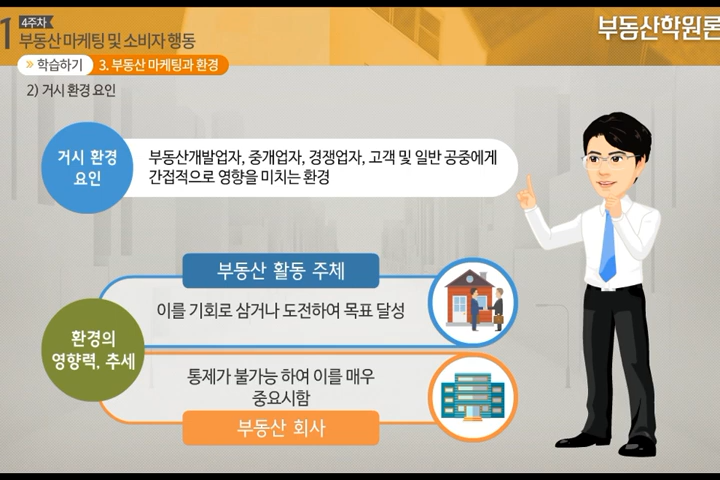 1
4주차
부동산 마케팅 및 소비자 행동
부동산학원론
» 학습하기
3. 부동산 마케팅과 환경
2) 거시 환경 요인
거시 환경
요인
부동산개발업자, 중개업자, 경쟁업자, 고객 및 일반 공중에게
간접적으로 영향을 미치는 환경
환경의
영향력, 추세
부동산 활동 주체
이를 기회로 삼거나 도전하여 목표 달성
통제가 불가능 하여 이를 매우
중요시함
부동산 회사